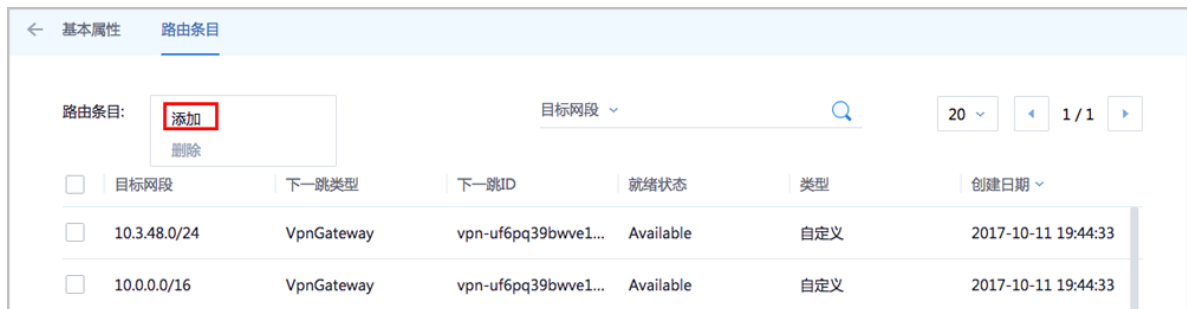 ← 基本属性 路由条目
路由条目: 添加 目标网段 20 1/1
删除
目标网段 下一跳类型 下一跳ID 就绪状态 类型 创建日期
10.3.48.0/24 VpnGateway vpn-uf6pq39bwve1... Available 自定义 2017-10-11 19:44:33
10.0.0.0/16 VpnGateway vpn-uf6pq39bwve1... Available 自定义 2017-10-11 19:44:33